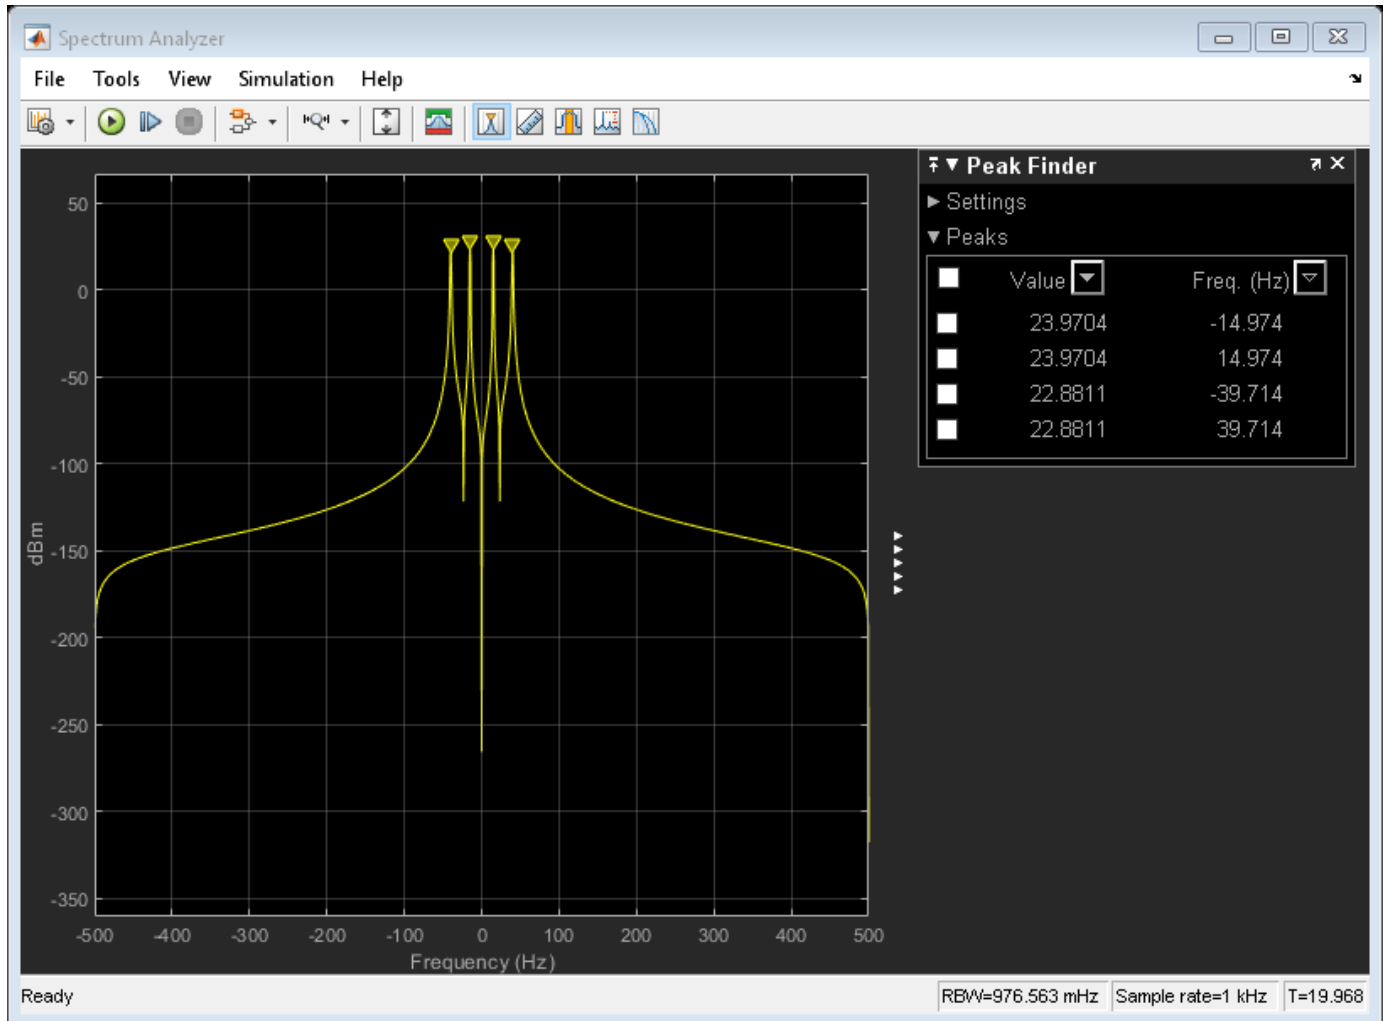 Spectrum Analyzer
File Tools View Simulation Help
Peak Finder
Settings
Peaks
Value Freq. (Hz)
23.9704 -14.974
23.9704 14.974
22.8811 -39.714
22.8811 39.714
50
0
-50
-100
-150
-200
-250
-300
-350
dBm
-500 -400 -300 -200 -100 0 100 200 300 400 500
Frequency (Hz)
Ready RBW=976.563 mHz Sample rate=1 kHz T=19.968